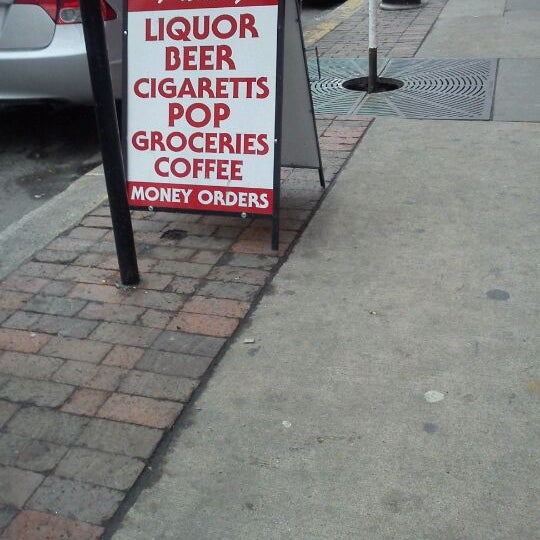 LIQUOR
BEER
CIGARETTS
POP
GROCERIES
COFFEE
MONEY ORDERS